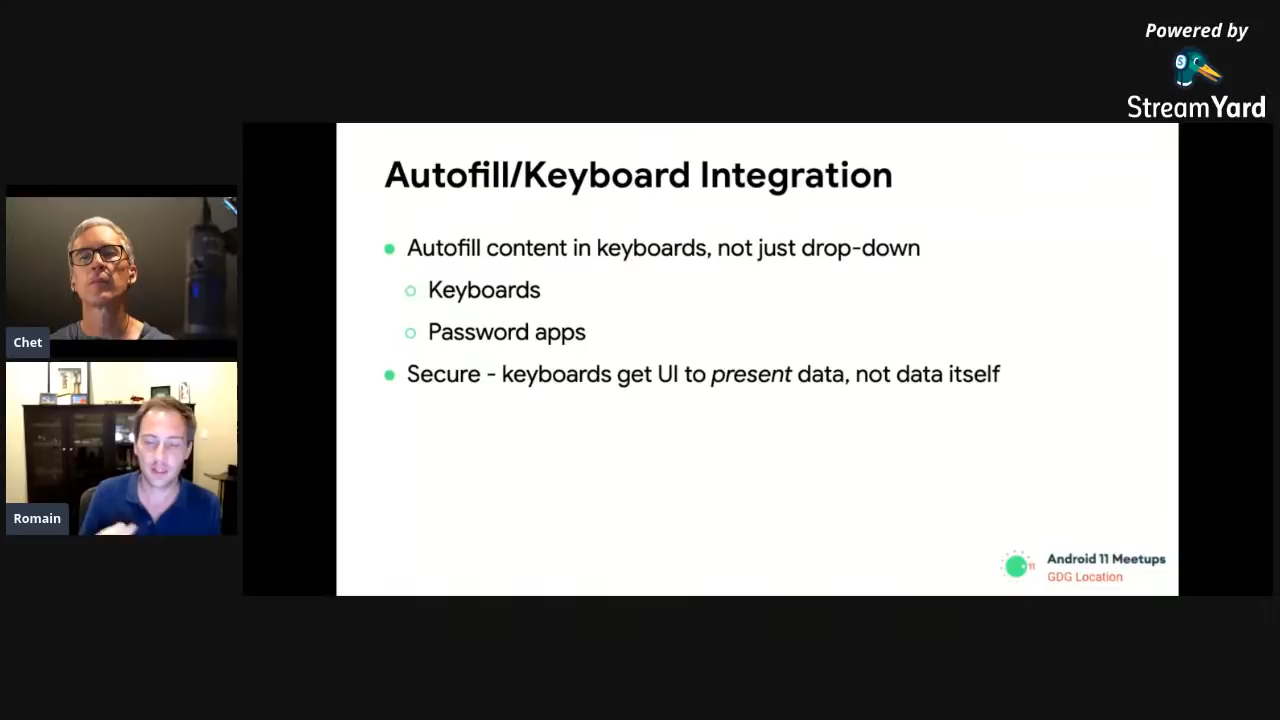 Powered by
StreamYard
Autofill/Keyboard Integration
Autofill content in keyboards, not just drop-down
Keyboards
Password apps
Secure - keyboards get UI to present data, not data itself
Chet
Romain
11
Android 11 Meetups
GDG Location